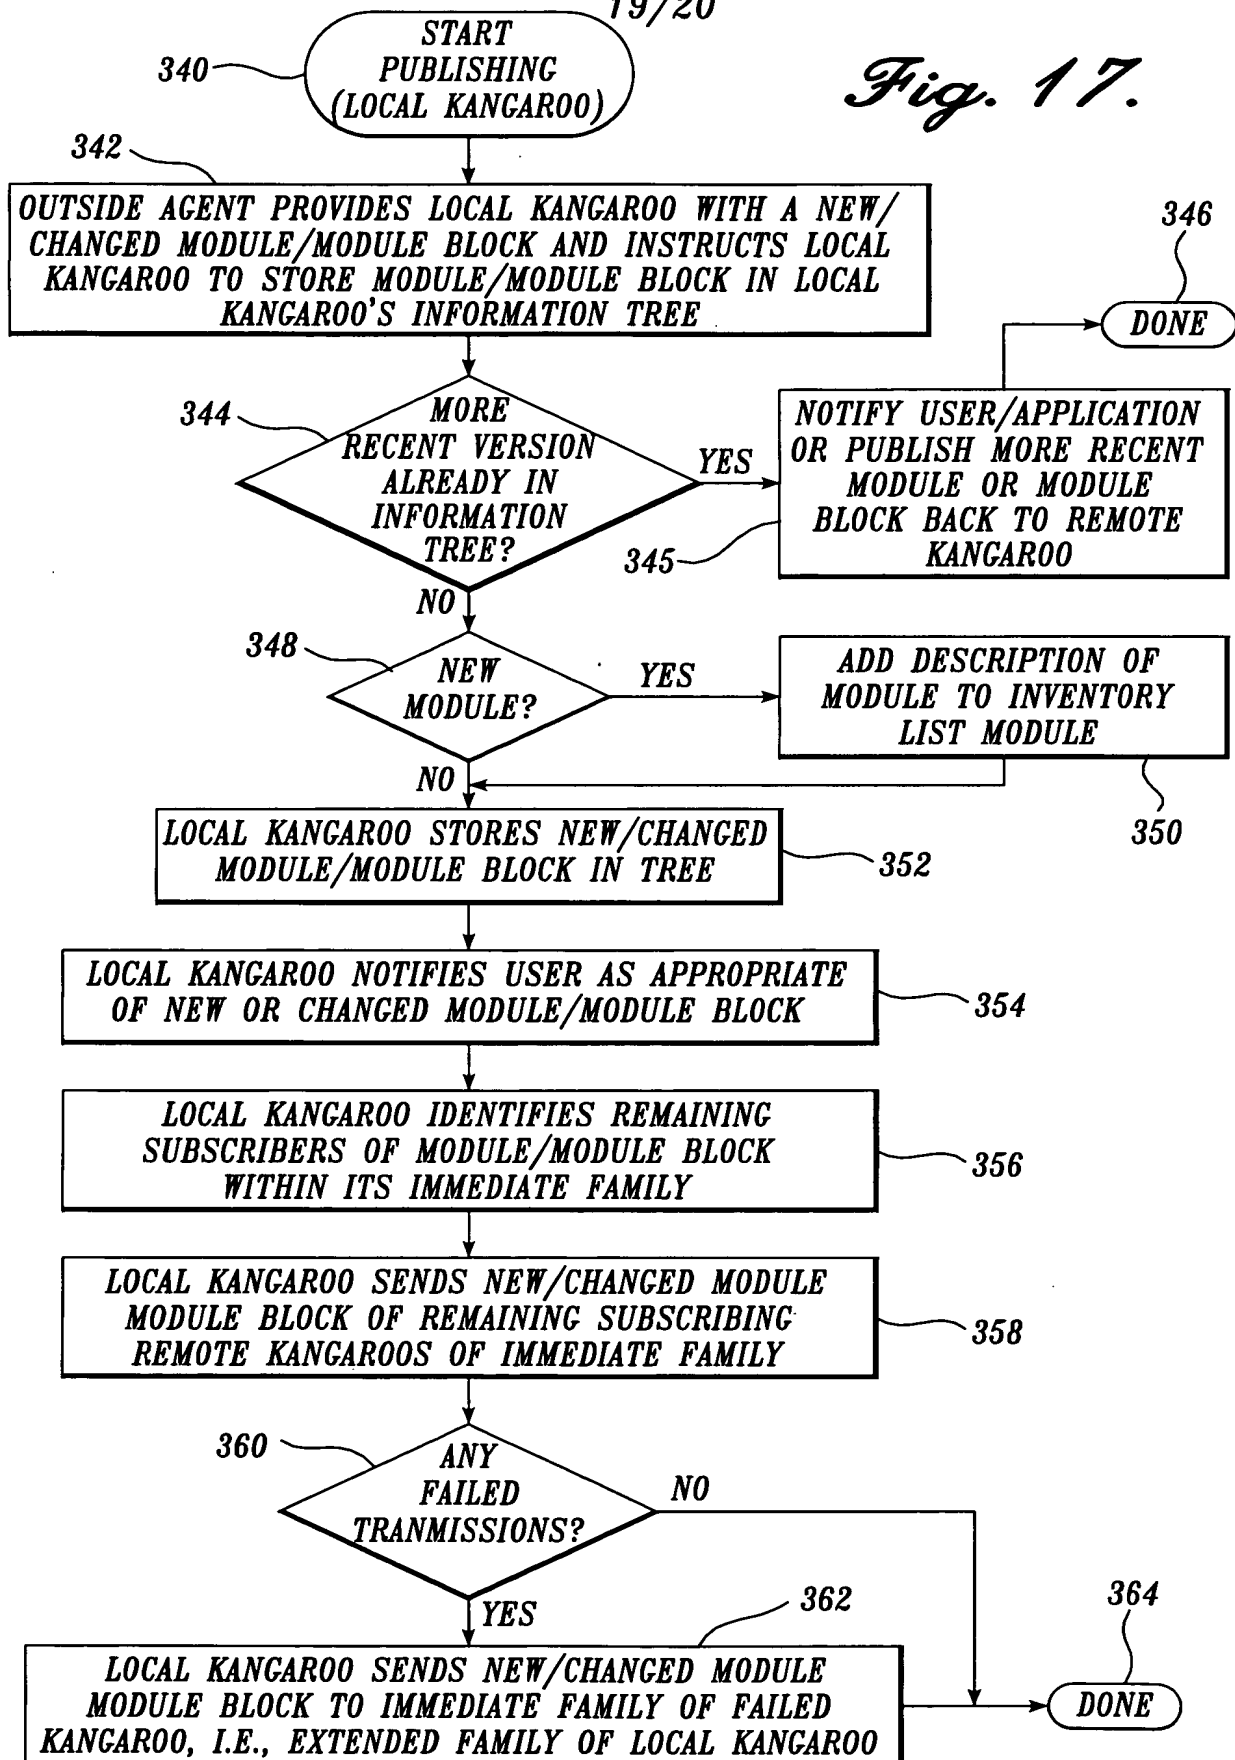 19/20
Fig. 17.
340
START
PUBLISHING
(LOCAL KANGAROO)
342
OUTSIDE AGENT PROVIDES LOCAL KANGAROO WITH A NEW/
CHANGED MODULE/MODULE BLOCK AND INSTRUCTS LOCAL
KANGAROO TO STORE MODULE/MODULE BLOCK IN LOCAL
KANGAROO'S INFORMATION TREE
346
DONE
344
MORE
RECENT VERSION
ALREADY IN
INFORMATION
TREE?
YES
NOTIFY USER/APPLICATION
OR PUBLISH MORE RECENT
MODULE OR MODULE
BLOCK BACK TO REMOTE
KANGAROO
345
NO
348
NEW
MODULE?
YES
ADD DESCRIPTION OF
MODULE TO INVENTORY
LIST MODULE
350
NO
LOCAL KANGAROO STORES NEW/CHANGED
MODULE/MODULE BLOCK IN TREE
352
LOCAL KANGAROO NOTIFIES USER AS APPROPRIATE
OF NEW OR CHANGED MODULE/MODULE BLOCK
354
LOCAL KANGAROO IDENTIFIES REMAINING
SUBSCRIBERS OF MODULE/MODULE BLOCK
WITHIN ITS IMMEDIATE FAMILY
356
LOCAL KANGAROO SENDS NEW/CHANGED MODULE
MODULE BLOCK OF REMAINING SUBSCRIBING
REMOTE KANGAROOS OF IMMEDIATE FAMILY
358
360
ANY
FAILED
TRANMISSIONS?
NO
YES
362
LOCAL KANGAROO SENDS NEW/CHANGED MODULE
MODULE BLOCK TO IMMEDIATE FAMILY OF FAILED
KANGAROO, I.E., EXTENDED FAMILY OF LOCAL KANGAROO
364
DONE